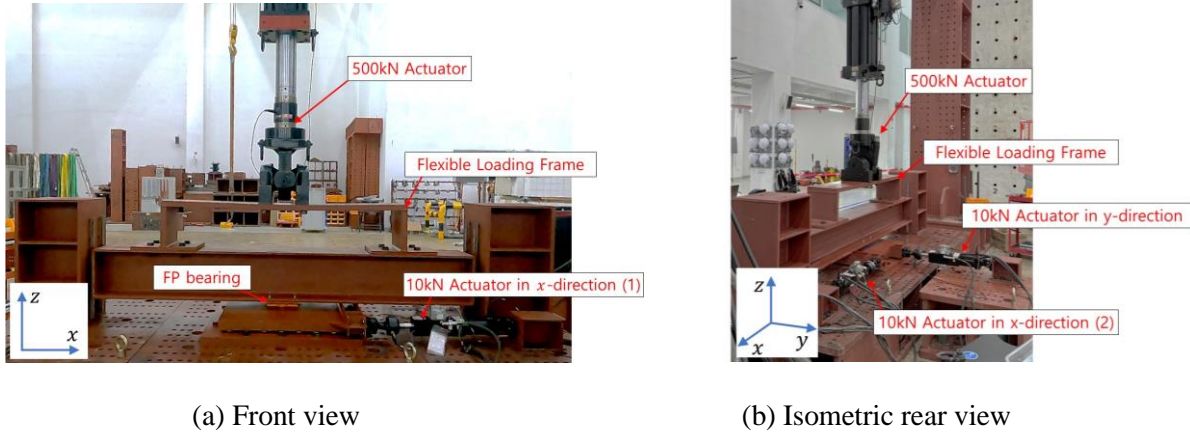 500kN Actuator
Flexible Loading Frame
FP bearing
10kN Actuator in x-direction (1)
z
x
500kN Actuator
Flexible Loading Frame
10kN Actuator in y-direction
10kN Actuator in x-direction (2)
z
x
y
(a) Front view
(b) Isometric rear view